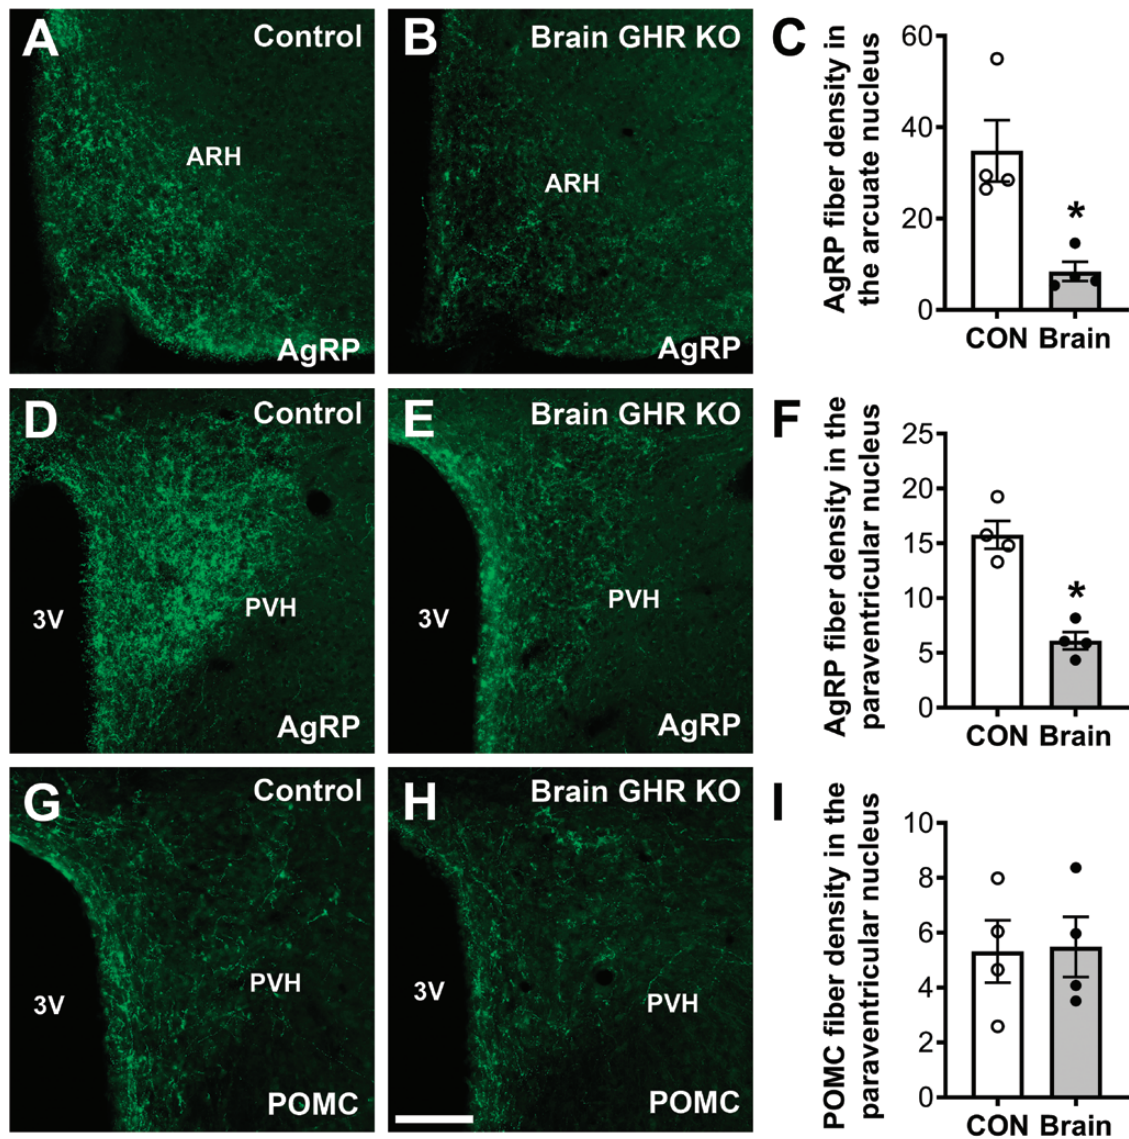 A
Control
ARH
AgRP
B
Brain GHR KO
ARH
AgRP
C
AgRP fiber density in
the arcuate nucleus
60
40
20
0
CON Brain
*
D
Control
3V
PVH
AgRP
E
Brain GHR KO
3V
PVH
AgRP
F
AgRP fiber density in the
paraventricular nucleus
25
20
15
10
5
0
CON Brain
*
G
Control
3V
PVH
POMC
H
Brain GHR KO
3V
PVH
POMC
I
POMC fiber density in the
paraventricular nucleus
10
8
6
4
2
0
CON Brain